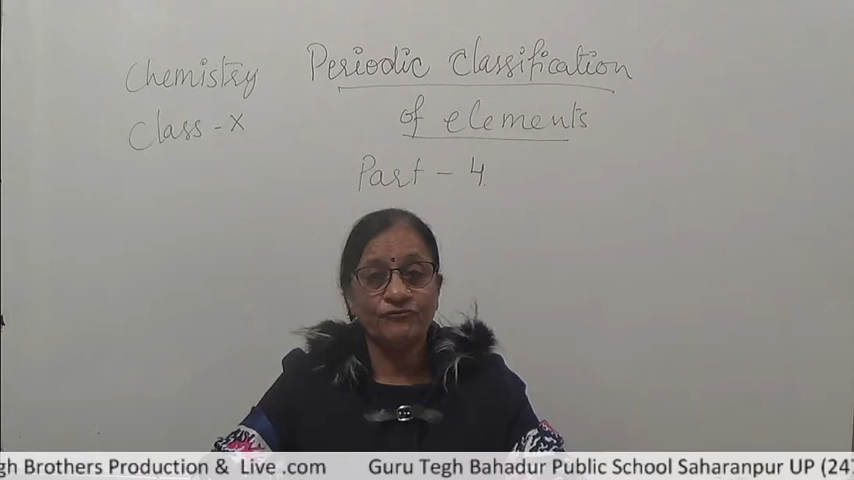 Chemistry
Class - X
Periodic Classification
of elements
Part - 4
gh Brothers Production & Live .com Guru Tegh Bahadur Public School Saharanpur UP (247